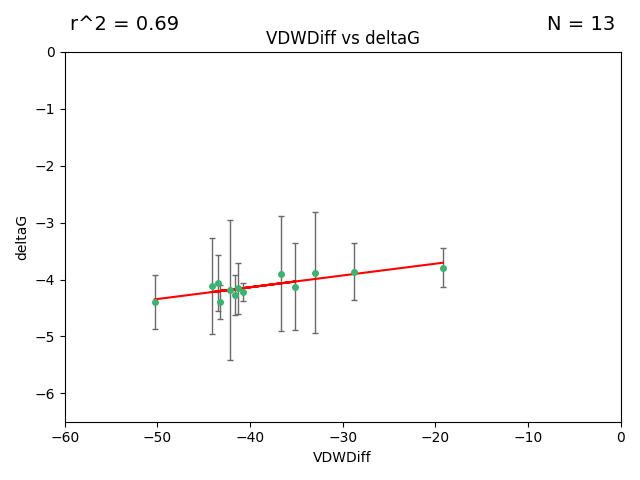 r^2 = 0.69
N = 13
VDWDiff vs deltaG
0
−1
−2
−3
−4
−5
−6
deltaG
−60 −50 −40 −30 −20 −10 0
VDWDiff